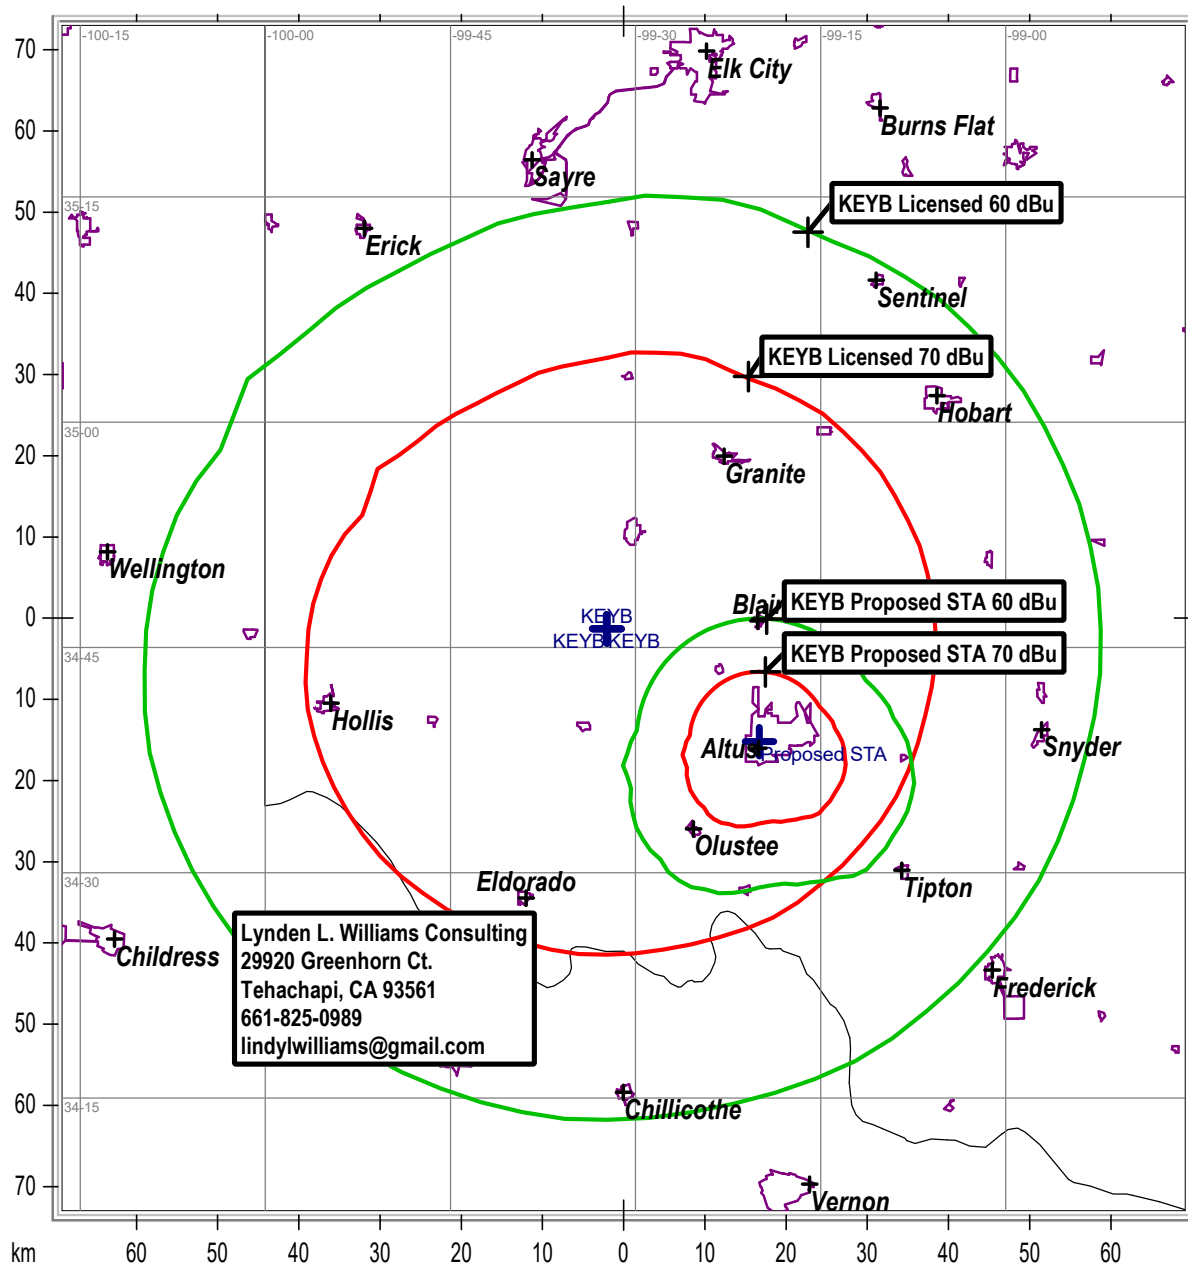 -100-15
-100-00
-99-45
-99-30
-99-15
-99-00
70
Elk City
60
Burns Flat
Sayre
35-15
50
KEYB Licensed 60 dBu
Erick
40
Sentinel
30
KEYB Licensed 70 dBu
Hobart
35-00
20
Granite
10
Wellington
0
KEYB
KEYB KEYB
Blair
KEYB Proposed STA 60 dBu
34-45
KEYB Proposed STA 70 dBu
10
Hollis
Altus
Proposed STA
Snyder
20
Olustee
30
34-30
Eldorado
Tipton
40
Childress
Lynden L. Williams Consulting
29920 Greenhorn Ct.
Tehachapi, CA 93561
661-825-0989
lindylwilliams@gmail.com
Frederick
50
60
34-15
Chillicothe
70
Vernon
km
60
50
40
30
20
10
0
10
20
30
40
50
60